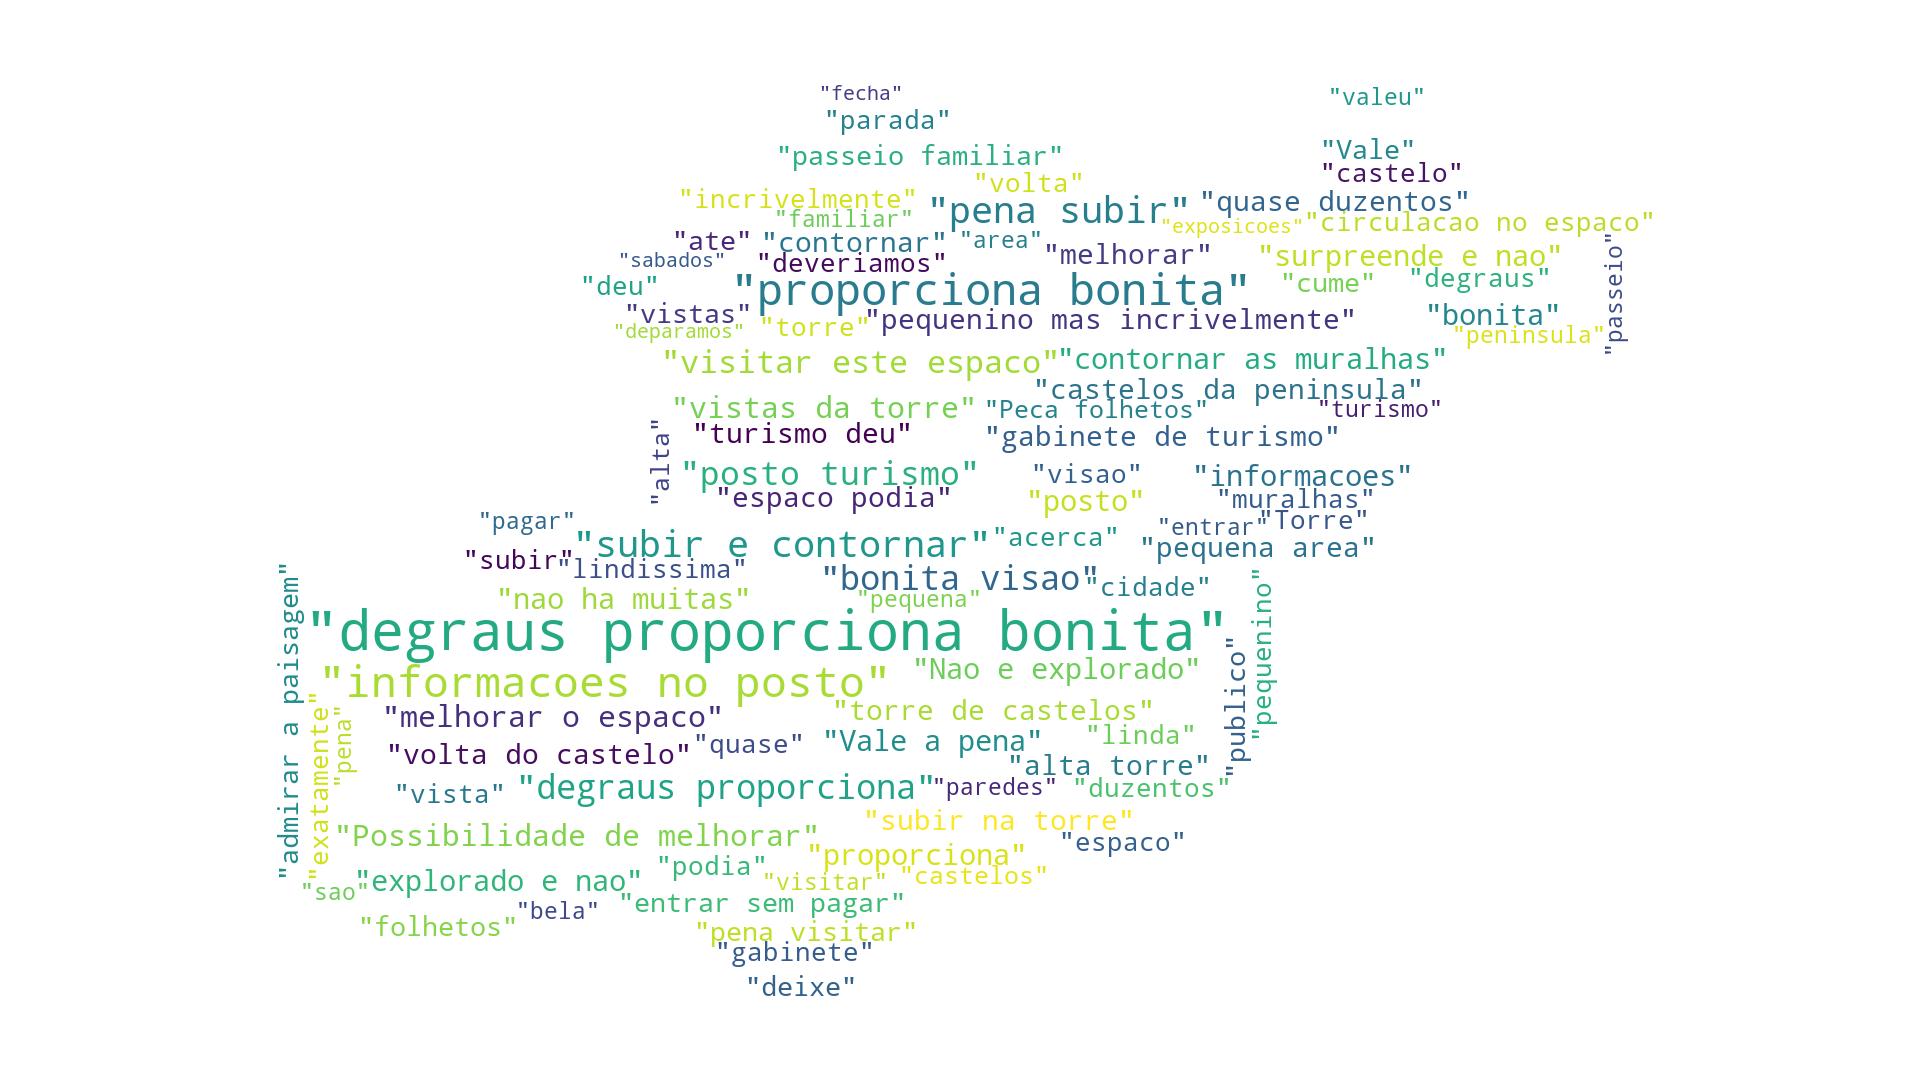 "fecha"
"valeu"
"parada"
"Vale"
"passeio familiar"
"castelo"
"volta"
"incrivelmente"
"pena subir"
"quase duzentos"
"familiar"
"exposicoes"
"circulacao no espaco"
"ate"
"contornar"
"area"
"melhorar"
"surpreende e nao"
"passeio"
"sabados"
"deveriamos"
"deu"
"proporciona bonita"
"cume"
"degraus"
"vistas"
"pequenino mas incrivelmente"
"bonita"
"deparamos"
"torre"
"peninsula"
"visitar este espaco"
"contornar as muralhas"
"castelos da peninsula"
"vistas da torre"
"Peca folhetos"
"turismo"
"alta"
"turismo deu"
"gabinete de turismo"
"posto turismo"
"visao"
"informacoes"
"espaco podia"
"posto"
"muralhas"
"pagar"
"entrar"
"Torre"
"subir e contornar"
"acerca"
"pequena area"
"subir"
"lindissima"
"bonita visao"
"cidade"
"nao ha muitas"
"pequena"
"admirar a paisagem"
"degraus proporciona bonita"
"pequenino"
"publico"
"informacoes no posto"
"Nao e explorado"
"exatamente"
"pena"
"melhorar o espaco"
"torre de castelos"
"volta do castelo"
"quase"
"Vale a pena"
"linda"
"alta torre"
"vista"
"degraus proporciona"
"paredes"
"duzentos"
"Possibilidade de melhorar"
"subir na torre"
"espaco"
"proporciona"
"podia"
"sao"
"explorado e nao"
"visitar"
"castelos"
"bela"
"entrar sem pagar"
"folhetos"
"pena visitar"
"gabinete"
"deixe"